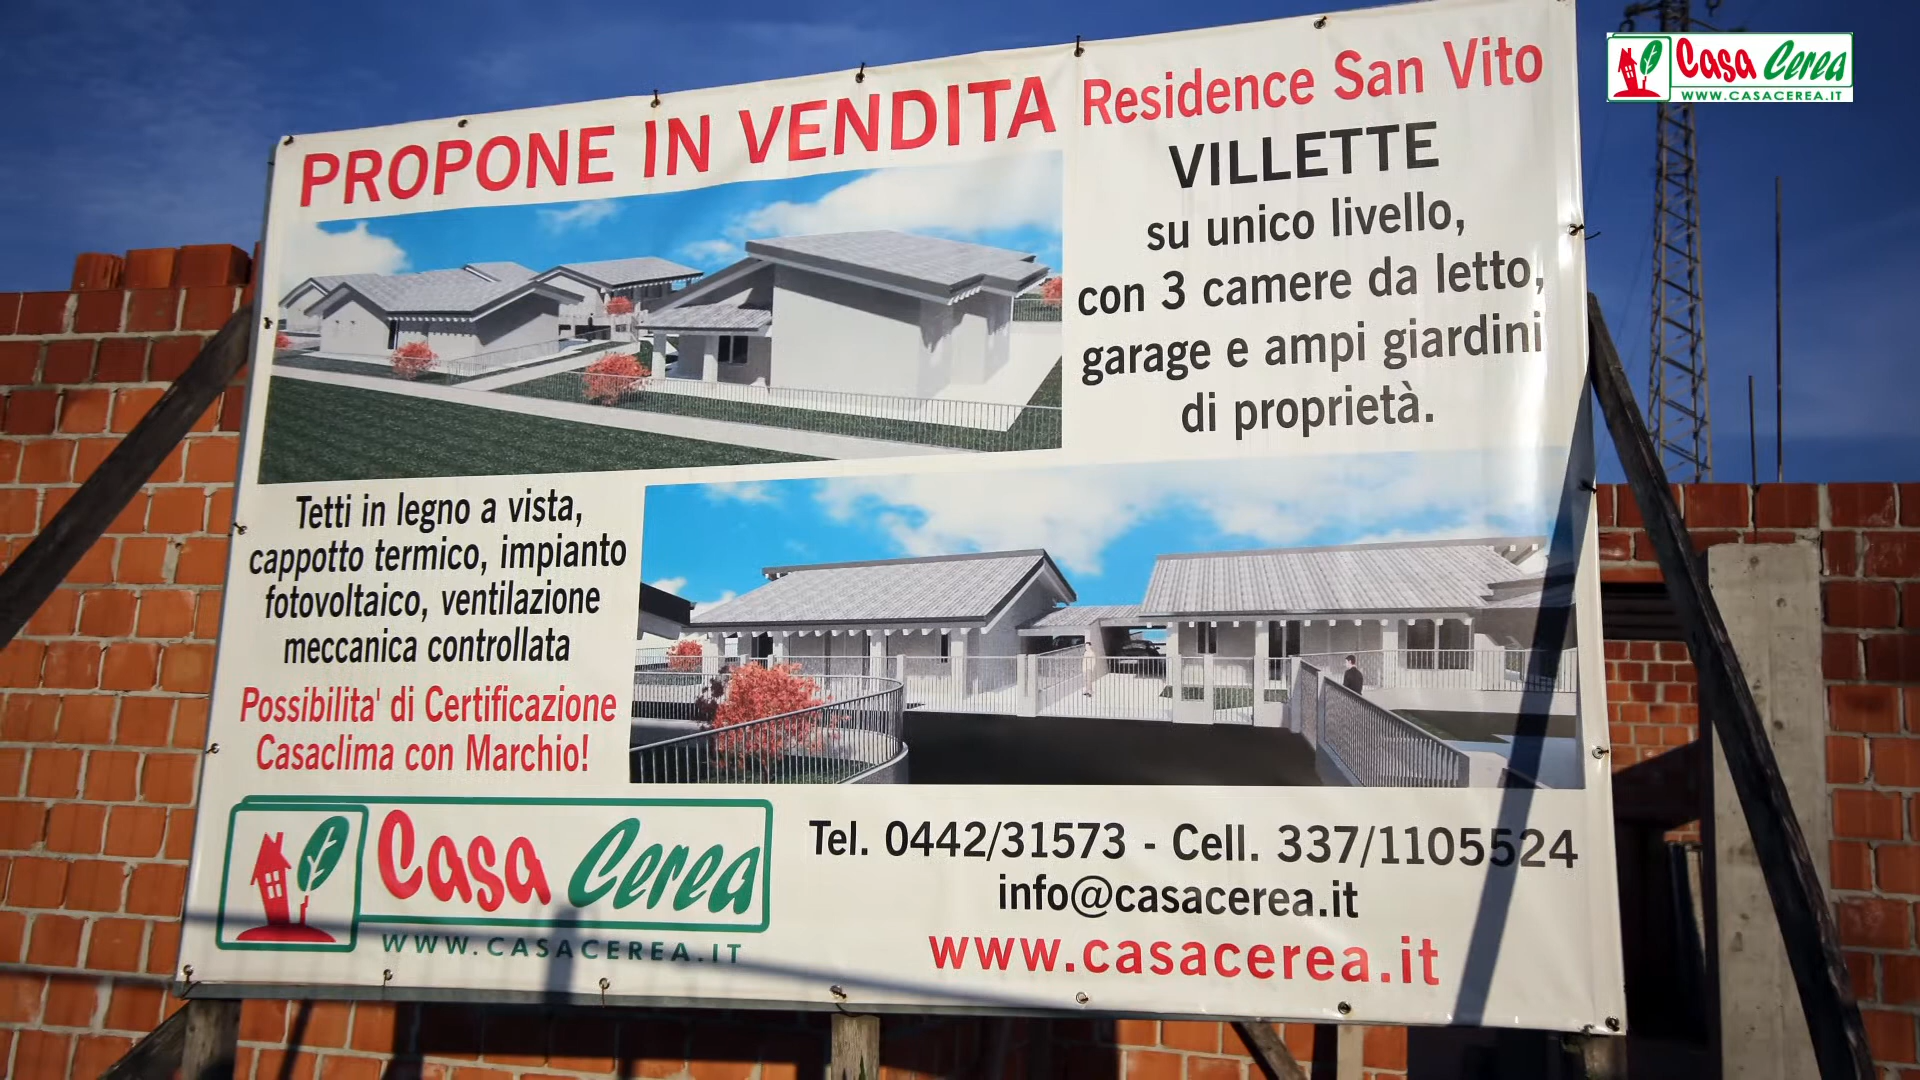 Casa Cerea
WWW.CASACEREA.IT
PROPONE IN VENDITA
Residence San Vito
VILLETTE
su unico livello,
con 3 camere da letto,
garage e ampi giardini
di proprietà.
Tetti in legno a vista,
cappotto termico, impianto
fotovoltaico, ventilazione
meccanica controllata
Possibilita' di Certificazione
Casaclima con Marchio!
Casa Cerea
WWW.CASACEREA.IT
Tel. 0442/31573 - Cell. 337/1105524
info@casacerea.it
www.casacerea.it